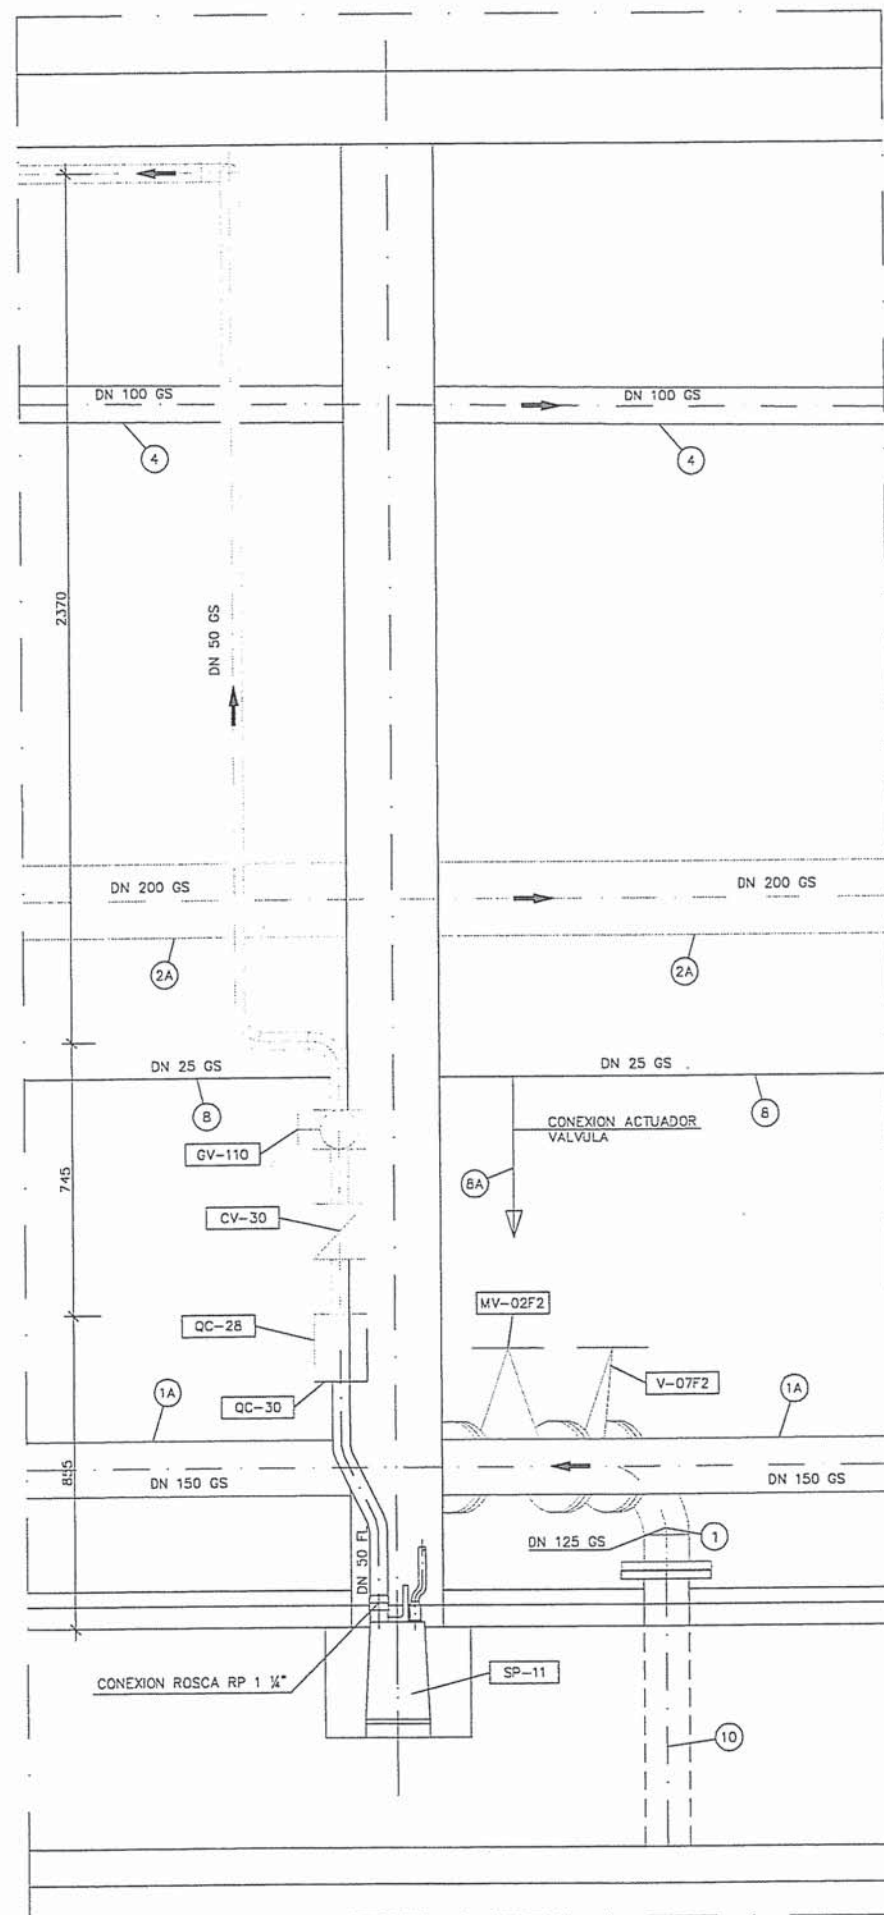 DN 100 GS
DN 100 GS
4
4
2370
DN 50 GS
DN 200 GS
DN 200 GS
2A
2A
DN 25 GS
DN 25 GS
8
8
CONEXION ACTUADOR
VALVULA
GV-110
8A
745
CV-30
MV-02F2
QC-28
V-07F2
1A
QC-30
1A
855
DN 150 GS
DN 150 GS
DN 125 GS
1
DN 50 FL
CONEXION ROSCA RP 1 ¼"
SP-11
10